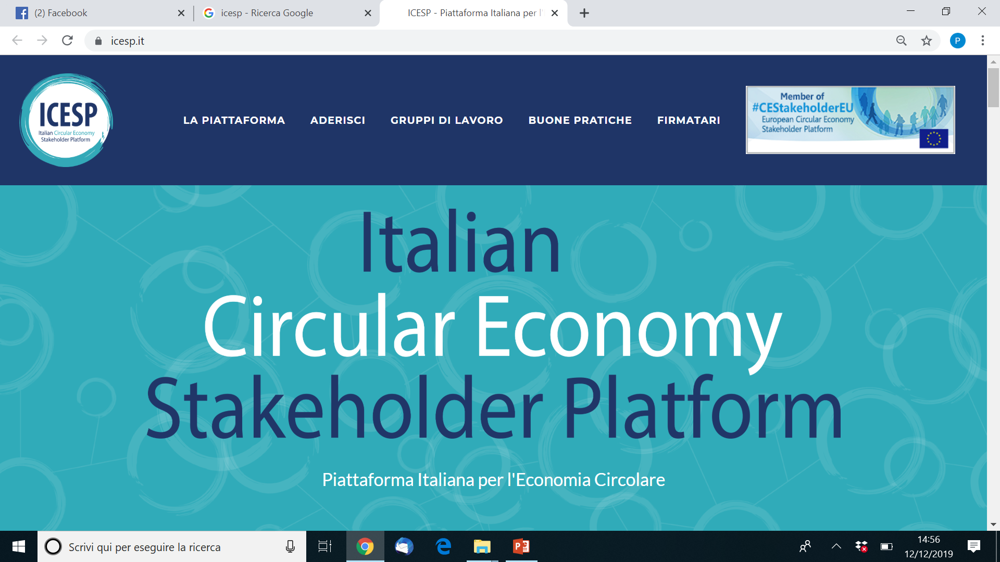 (2) Facebook
icesp - Ricerca Google
ICESP - Piattaforma Italiana per l'
icesp.it
P
ICESP
Italian Circular Economy
Stakeholder Platform
LA PIATTAFORMA
ADERISCI
GRUPPI DI LAVORO
BUONE PRATICHE
FIRMATARI
Member of
#CEStakeholderEU
European Circular Economy
Stakeholder Platform
Italian
Circular Economy
Stakeholder Platform
Piattaforma Italiana per l'Economia Circolare
Scrivi qui per eseguire la ricerca
14:56
12/12/2019